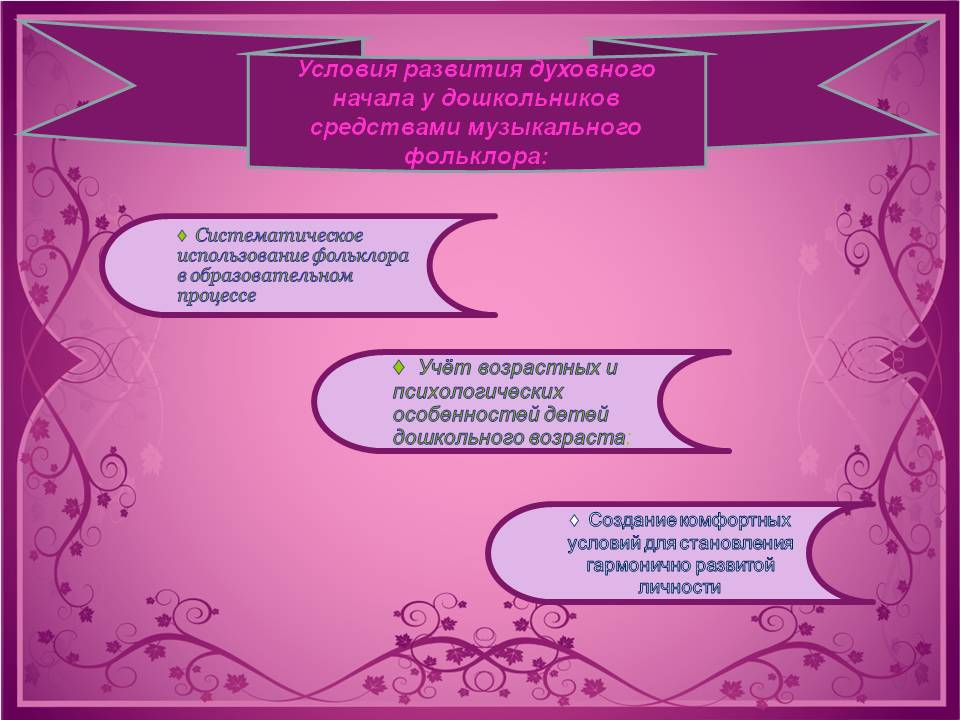 Условия развития духовного
начала у дошкольников
средствами музыкального
фольклора:
♦ Систематическое
использование фольклора
в образовательном
процессе
♦ Учёт возрастных и
психологических
особенностей детей
дошкольного возраста;
♦ Создание комфортных
условий для становления
гармонично развитой
личности